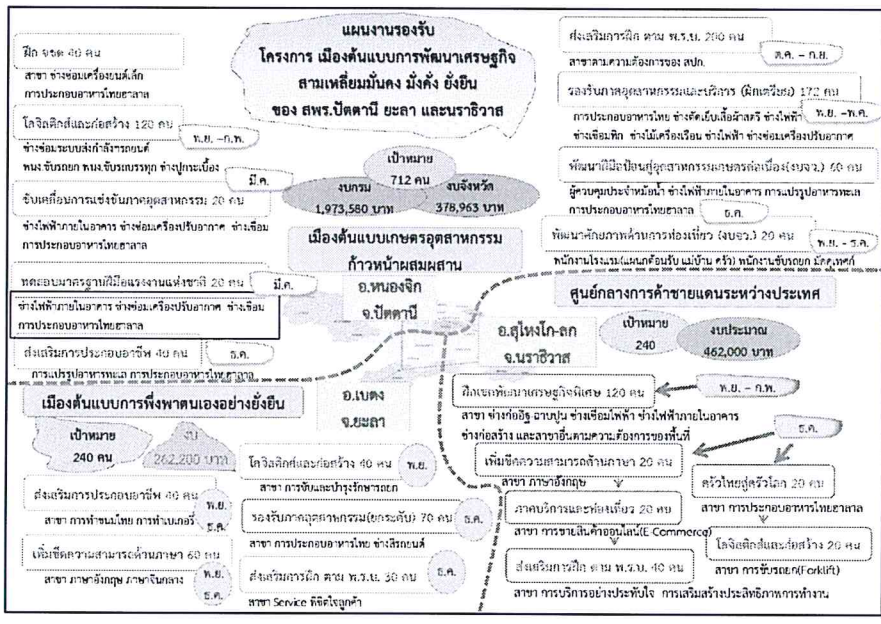 แผนงานรองรับ
โครงการ เมืองต้นแบบการพัฒนาเศรษฐกิจ
สามเหลี่ยมมั่นคง มั่งคั่ง ยั่งยืน
ของ สพร.ปัตตานี ยะลา และนราธิวาส
ฝึก จชต 40 คน
สาขา ช่างซ่อมเครื่องยนต์เล็ก
การประกอบอาหารไทยฮาลาล
โลจิสติกส์และก่อสร้าง 120 คน
พ.ย. -ก.พ.
ช่างซ่อมระบบส่งกำลังรถยนต์
พนง.ขับรถยก พนง.ขับรถบรรทุก ช่างปูกระเบื้อง
มี.ค.
ขับเคลื่อนการแข่งขันภาคอุตสาหกรรม 20 คน
ช่างไฟฟ้าภายในอาคาร ช่างซ่อมเครื่องปรับอากาศ ช่างเชื่อม
การประกอบอาหารไทยฮาลาล
ทดสอบมาตรฐานฝีมือแรงงานแห่งชาติ 20 คน
มี.ค.
ช่างไฟฟ้าภายในอาคาร ช่างซ่อมเครื่องปรับอากาศ ช่างเชื่อม
การประกอบอาหารไทยฮาลาล
ส่งเสริมการประกอบอาชีพ 40 คน
ธ.ค.
การแปรรูปอาหารทะเล การประกอบอาหารไทยฮาลาล
เป้าหมาย
712 คน
งบกรม
1,973,580 บาท
งบจังหวัด
378,963 บาท
เมืองต้นแบบเกษตรอุตสาหกรรม
ก้าวหน้าผสมผสาน
อ.หนองจิก
จ.ปัตตานี
ส่งเสริมการฝึก ตาม พ.ร.บ. 200 คน
ต.ค. - ก.ย.
สาขาตามความต้องการของ สปก.
รองรับภาคอุตสาหกรรมและบริการ (ฝึกเตรียม) 172 คน
การประกอบอาหารไทย ช่างตัดเย็บเสื้อผ้าสตรี ช่างไฟฟ้า
พ.ย. -พ.ค.
ช่างเชื่อมทิก ช่างไม้เครื่องเรือน ช่างไฟฟ้า ช่างซ่อมเครื่องปรับอากาศ
พัฒนาฝีมือป้อนสู่อุตสาหกรรมเกษตรต่อเนื่อง(งบจว.) 60 คน
ผู้ควบคุมประจำหม้อน้ำ ช่างไฟฟ้าภายในอาคาร การแปรรูปอาหารทะเล
การประกอบอาหารไทยฮาลาล
ธ.ค.
พัฒนาศักยภาพด้านการท่องเที่ยว (งบจว.) 20 คน
พ.ย. - ธ.ค.
พนักงานโรงแรม(แผนกต้อนรับ แม่บ้าน ครัว) พนักงานขับรถยก มัคคุเทศก์
ศูนย์กลางการค้าชายแดนระหว่างประเทศ
อ.สุไหงโก-ลก
จ.นราธิวาส
เป้าหมาย
240
งบประมาณ
462,000 บาท
ฝึกเขตพัฒนาเศรษฐกิจพิเศษ 120 คน
พ.ย. - ก.พ.
สาขา ช่างก่ออิฐ-ฉาบปูน ช่างเชื่อมไฟฟ้า ช่างไฟฟ้าภายในอาคาร
ช่างก่อสร้าง และสาขาอื่นตามความต้องการของพื้นที่
ธ.ค.
เพิ่มขีดความสามารถด้านภาษา 20 คน
สาขา ภาษาอังกฤษ
ครัวไทยสู่ครัวโลก 20 คน
สาขา การประกอบอาหารไทยฮาลาล
ภาคบริการและท่องเที่ยว 20 คน
สาขา การขายสินค้าออนไลน์(E-Commerce)
โลจิสติกส์และก่อสร้าง 20 คน
สาขา การขับรถยก(Forklift)
ส่งเสริมการฝึก ตาม พ.ร.บ. 40 คน
สาขา การบริการอย่างประทับใจ การเสริมสร้างประสิทธิภาพการทำงาน
เมืองต้นแบบการพึ่งพาตนเองอย่างยั่งยืน
อ.เบตง
จ.ยะลา
เป้าหมาย
240 คน
งบ
262,200 บาท
ส่งเสริมการประกอบอาชีพ 40 คน
พ.ย.
ธ.ค.
สาขา การทำขนมไทย การทำเบเกอรี่
เพิ่มขีดความสามารถด้านภาษา 60 คน
สาขา ภาษาอังกฤษ ภาษาจีนกลาง
พ.ย.
ธ.ค.
โลจิสติกส์และก่อสร้าง 40 คน
พ.ย.
สาขา การขับและบำรุงรักษารถยก
รองรับภาคอุตสาหกรรม(ยกระดับ) 70 คน
ธ.ค.
สาขา การประกอบอาหารไทย ช่างสีรถยนต์
ส่งเสริมการฝึก ตาม พ.ร.บ. 30 คน
ธ.ค.
สาขา Service พิชิตใจลูกค้า